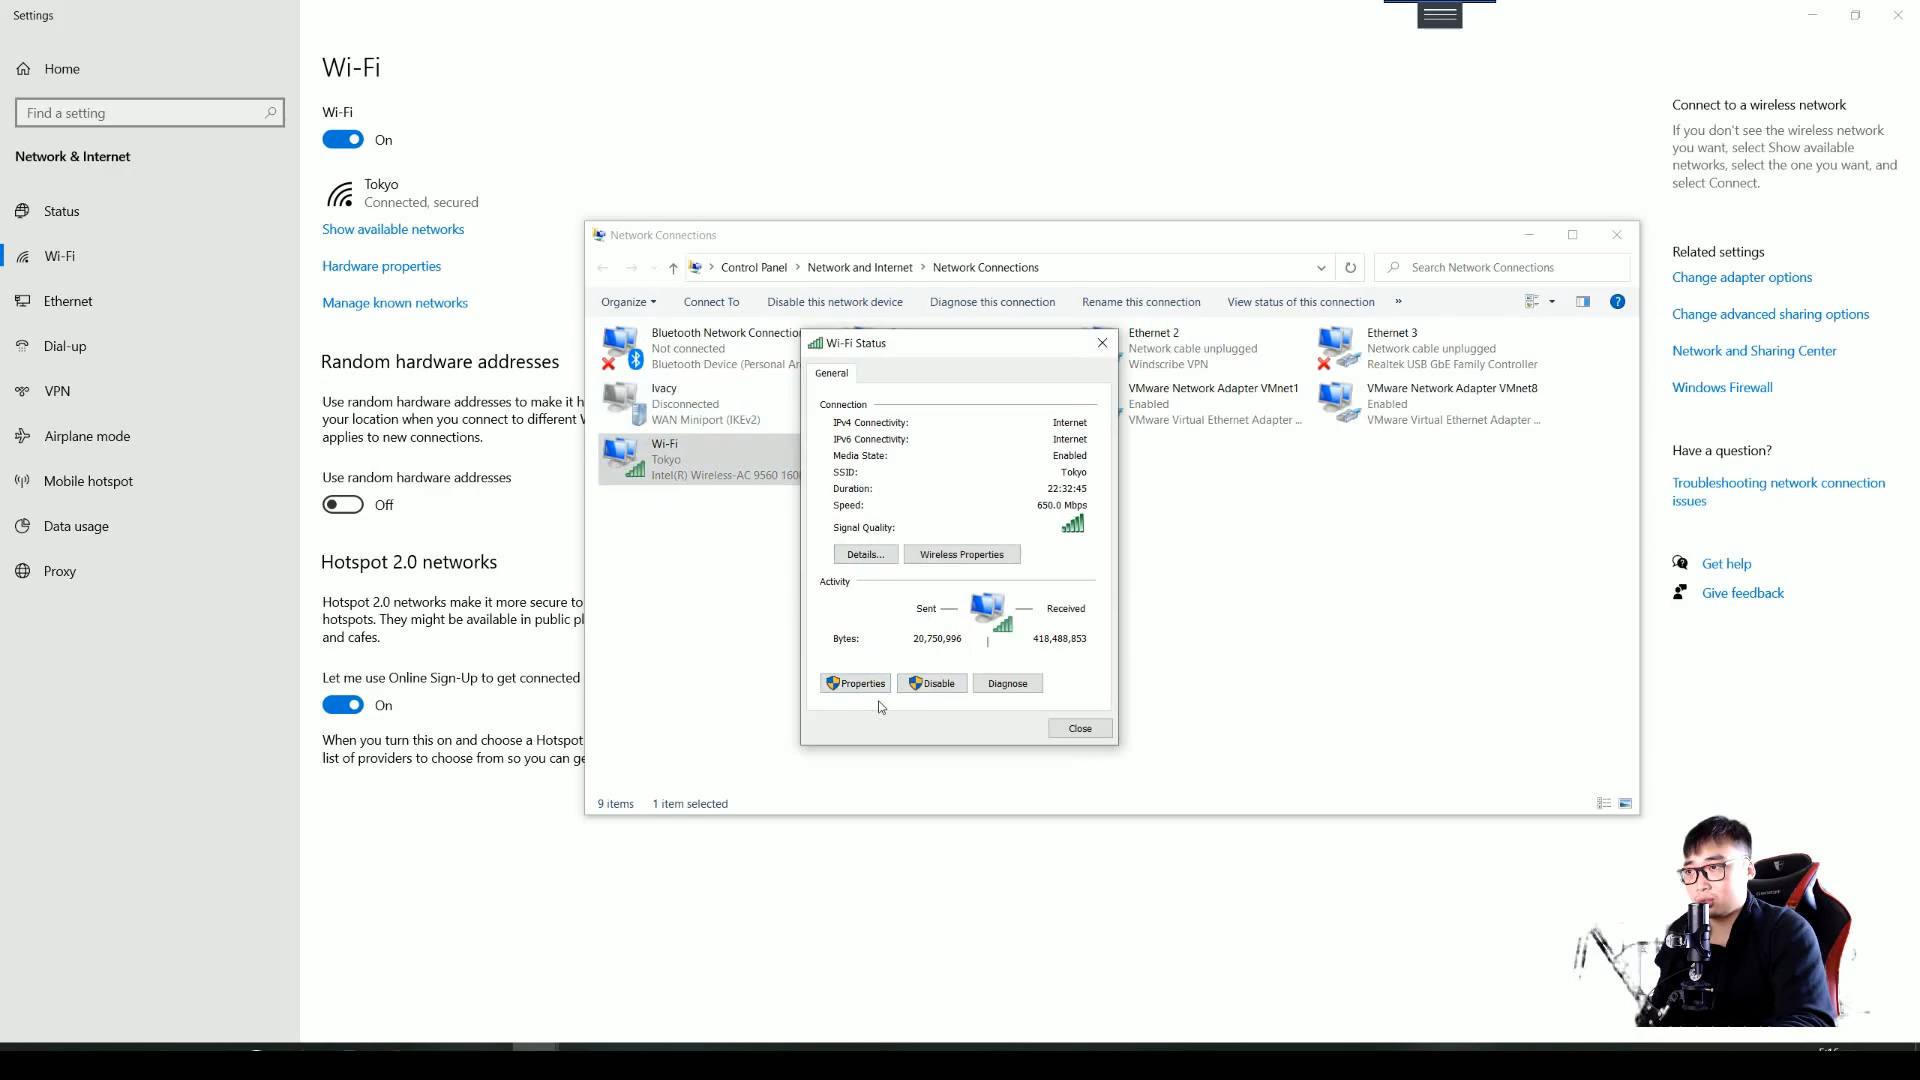 Settings
Home
Find a setting
Network & Internet
Status
Wi-Fi
Ethernet
Dial-up
VPN
Airplane mode
Mobile hotspot
Data usage
Proxy
Wi-Fi
Wi-Fi
On
Tokyo
Connected, secured
Show available networks
Hardware properties
Manage known networks
Random hardware addresses
Use random hardware addresses to make it h
your location when you connect to different
applies to new connections.
Use random hardware addresses
Off
Hotspot 2.0 networks
Hotspot 2.0 networks make it more secure to
hotspots. They might be available in public pl
and cafes.
Let me use Online Sign-Up to get connected
On
When you turn this on and choose a Hotspot
list of providers to choose from so you can ge
Network Connections
Control Panel > Network and Internet > Network Connections
Search Network Connections
Organize
Connect To
Disable this network device
Diagnose this connection
Rename this connection
View status of this connection
»
Bluetooth Network Connectio
Not connected
Bluetooth Device (Personal Ar
Ethernet 2
Network cable unplugged
Windscribe VPN
Ethernet 3
Network cable unplugged
Realtek USB GbE Family Controller
Ivacy
Disconnected
WAN Miniport (IKEv2)
VMware Network Adapter VMnet1
Enabled
VMware Virtual Ethernet Adapter ...
VMware Network Adapter VMnet8
Enabled
VMware Virtual Ethernet Adapter ...
Wi-Fi
Tokyo
Intel(R) Wireless-AC 9560 160
Wi-Fi Status
General
Connection
IPv4 Connectivity: Internet
IPv6 Connectivity: Internet
Media State: Enabled
SSID: Tokyo
Duration: 22:32:45
Speed: 650.0 Mbps
Signal Quality:
Details...
Wireless Properties
Activity
Sent
Received
Bytes: 20,750,996 418,488,853
Properties
Disable
Diagnose
Close
9 items
1 item selected
Connect to a wireless network
If you don't see the wireless network
you want, select Show available
networks, select the one you want, and
select Connect.
Related settings
Change adapter options
Change advanced sharing options
Network and Sharing Center
Windows Firewall
Have a question?
Troubleshooting network connection
issues
Get help
Give feedback